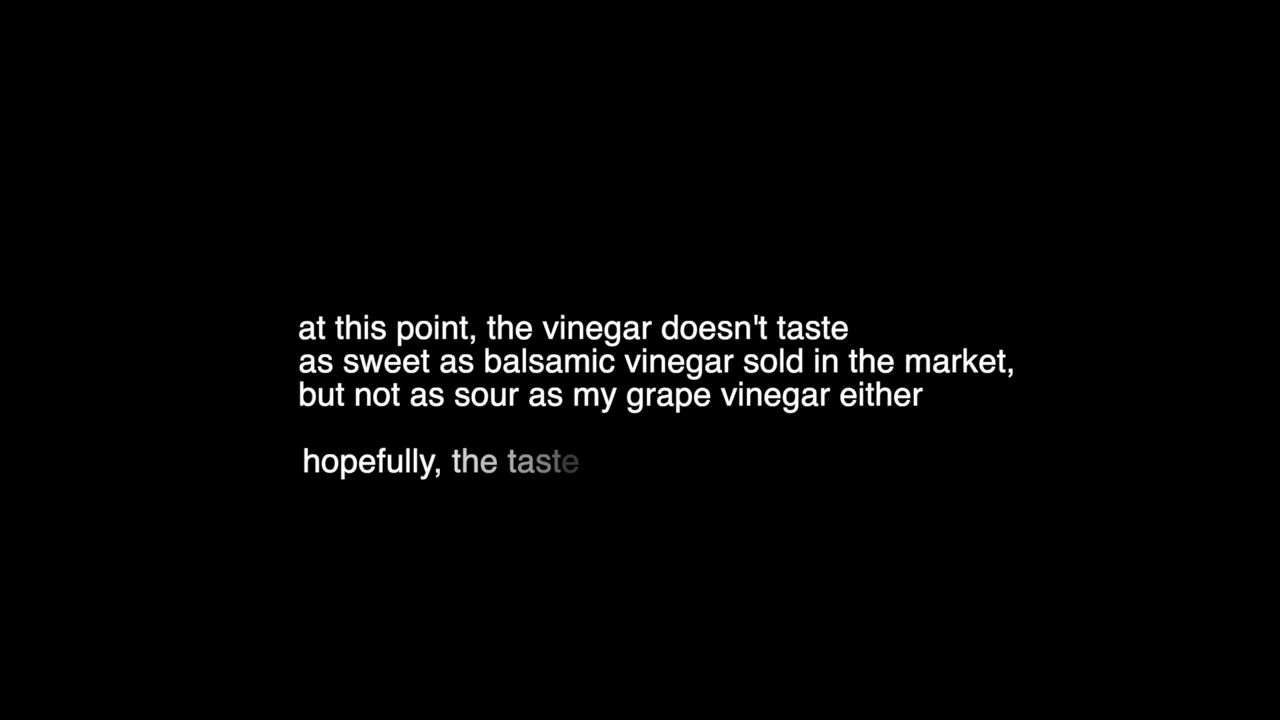 at this point, the vinegar doesn't taste
as sweet as balsamic vinegar sold in the market,
but not as sour as my grape vinegar either
hopefully, the taste